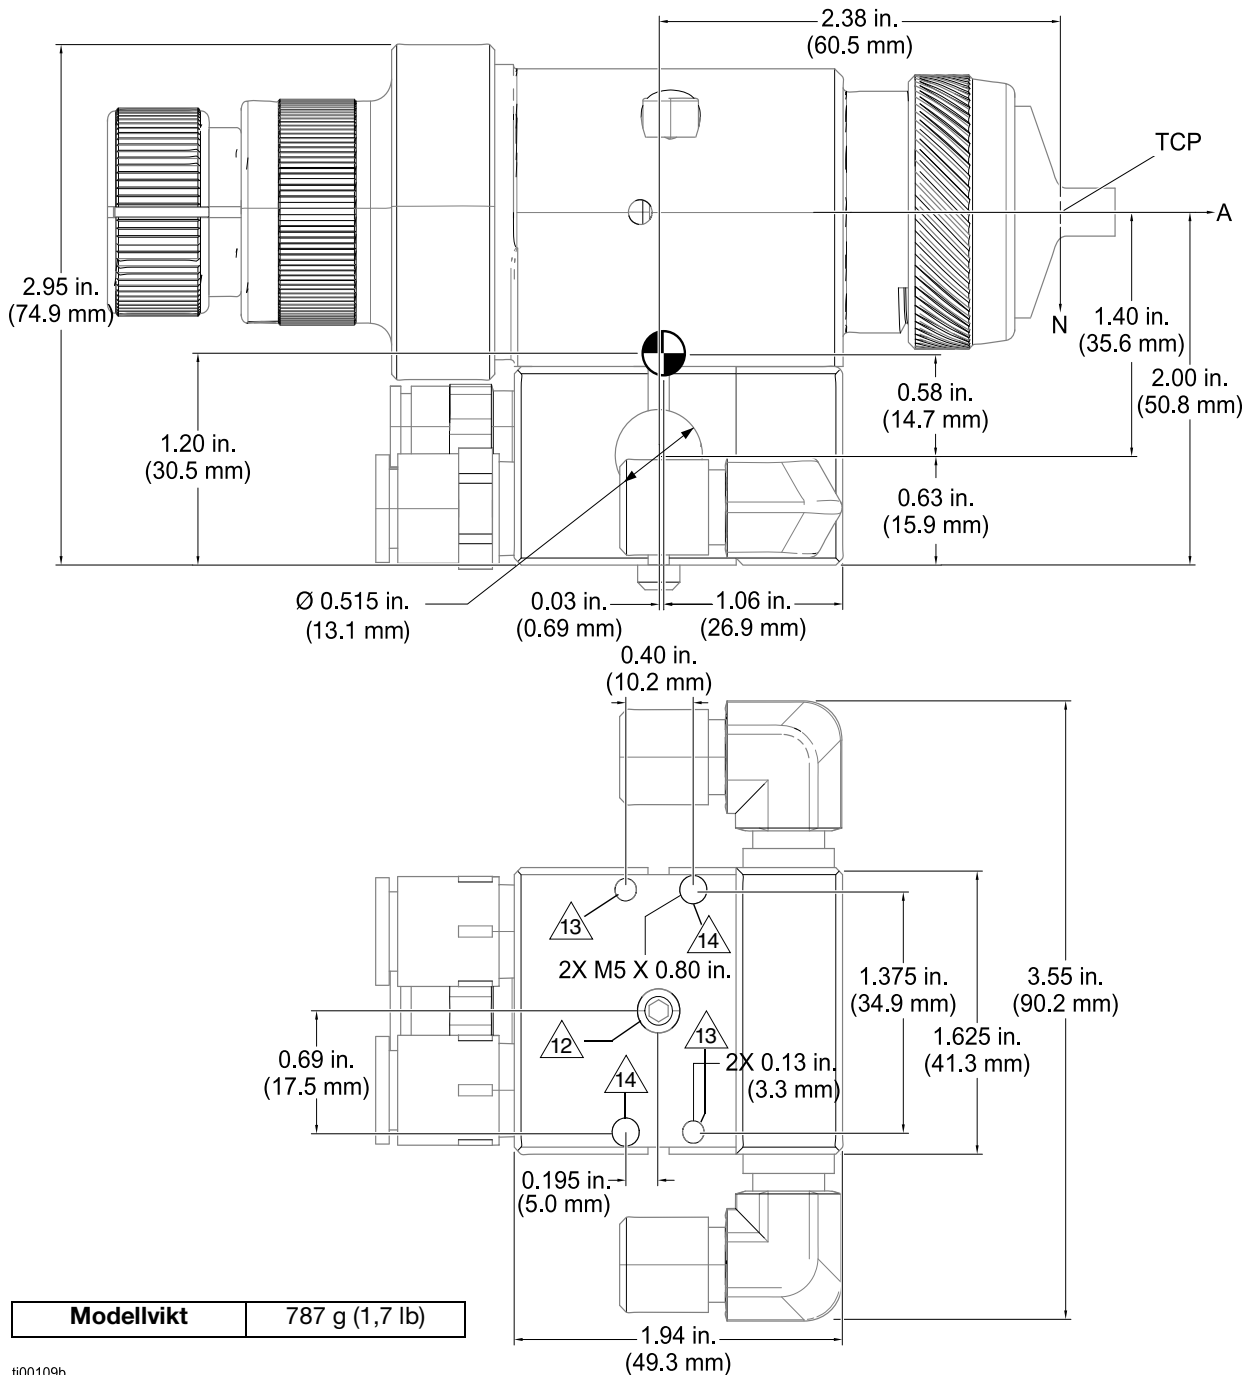 2.38 in.
(60.5 mm)
TCP
A
2.95 in.
(74.9 mm)
N
1.40 in.
(35.6 mm)
2.00 in.
(50.8 mm)
0.58 in.
(14.7 mm)
1.20 in.
(30.5 mm)
0.63 in.
(15.9 mm)
Ø 0.515 in.
(13.1 mm)
0.03 in.
(0.69 mm)
1.06 in.
(26.9 mm)
0.40 in.
(10.2 mm)
13
14
2X M5 X 0.80 in.
1.375 in.
(34.9 mm)
3.55 in.
(90.2 mm)
12
13
1.625 in.
(41.3 mm)
0.69 in.
(17.5 mm)
14
2X 0.13 in.
(3.3 mm)
0.195 in.
(5.0 mm)
Modellvikt 787 g (1,7 lb)
1.94 in.
(49.3 mm)
ti00109b